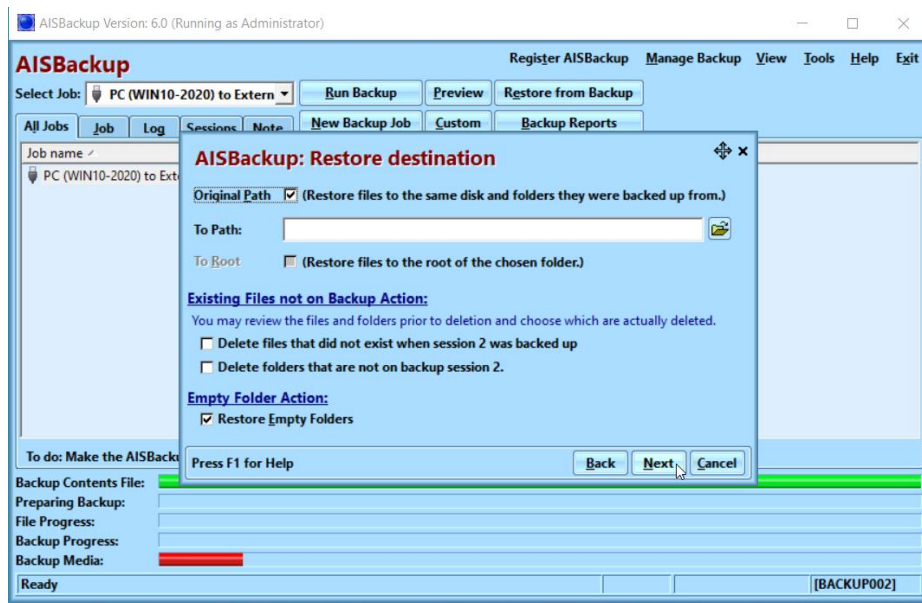 AISBackup Version: 6.0 (Running as Administrator)
AISBackup
Register AISBackup Manage Backup View Tools Help Exit
Select Job: PC (WIN10-2020) to Extern Run Backup Preview Restore from Backup
All Jobs Job Log Sessions Note New Backup Job Custom Backup Reports
Job name
PC (WIN10-2020) to Ext
AISBackup: Restore destination
Original Path (Restore files to the same disk and folders they were backed up from.)
To Path:
To Root (Restore files to the root of the chosen folder.)
Existing Files not on Backup Action:
You may review the files and folders prior to deletion and choose which are actually deleted.
Delete files that did not exist when session 2 was backed up
Delete folders that are not on backup session 2.
Empty Folder Action:
Restore Empty Folders
Press F1 for Help Back Next Cancel
To do: Make the AISBacku
Backup Contents File:
Preparing Backup:
File Progress:
Backup Progress:
Backup Media:
Ready [BACKUP002]